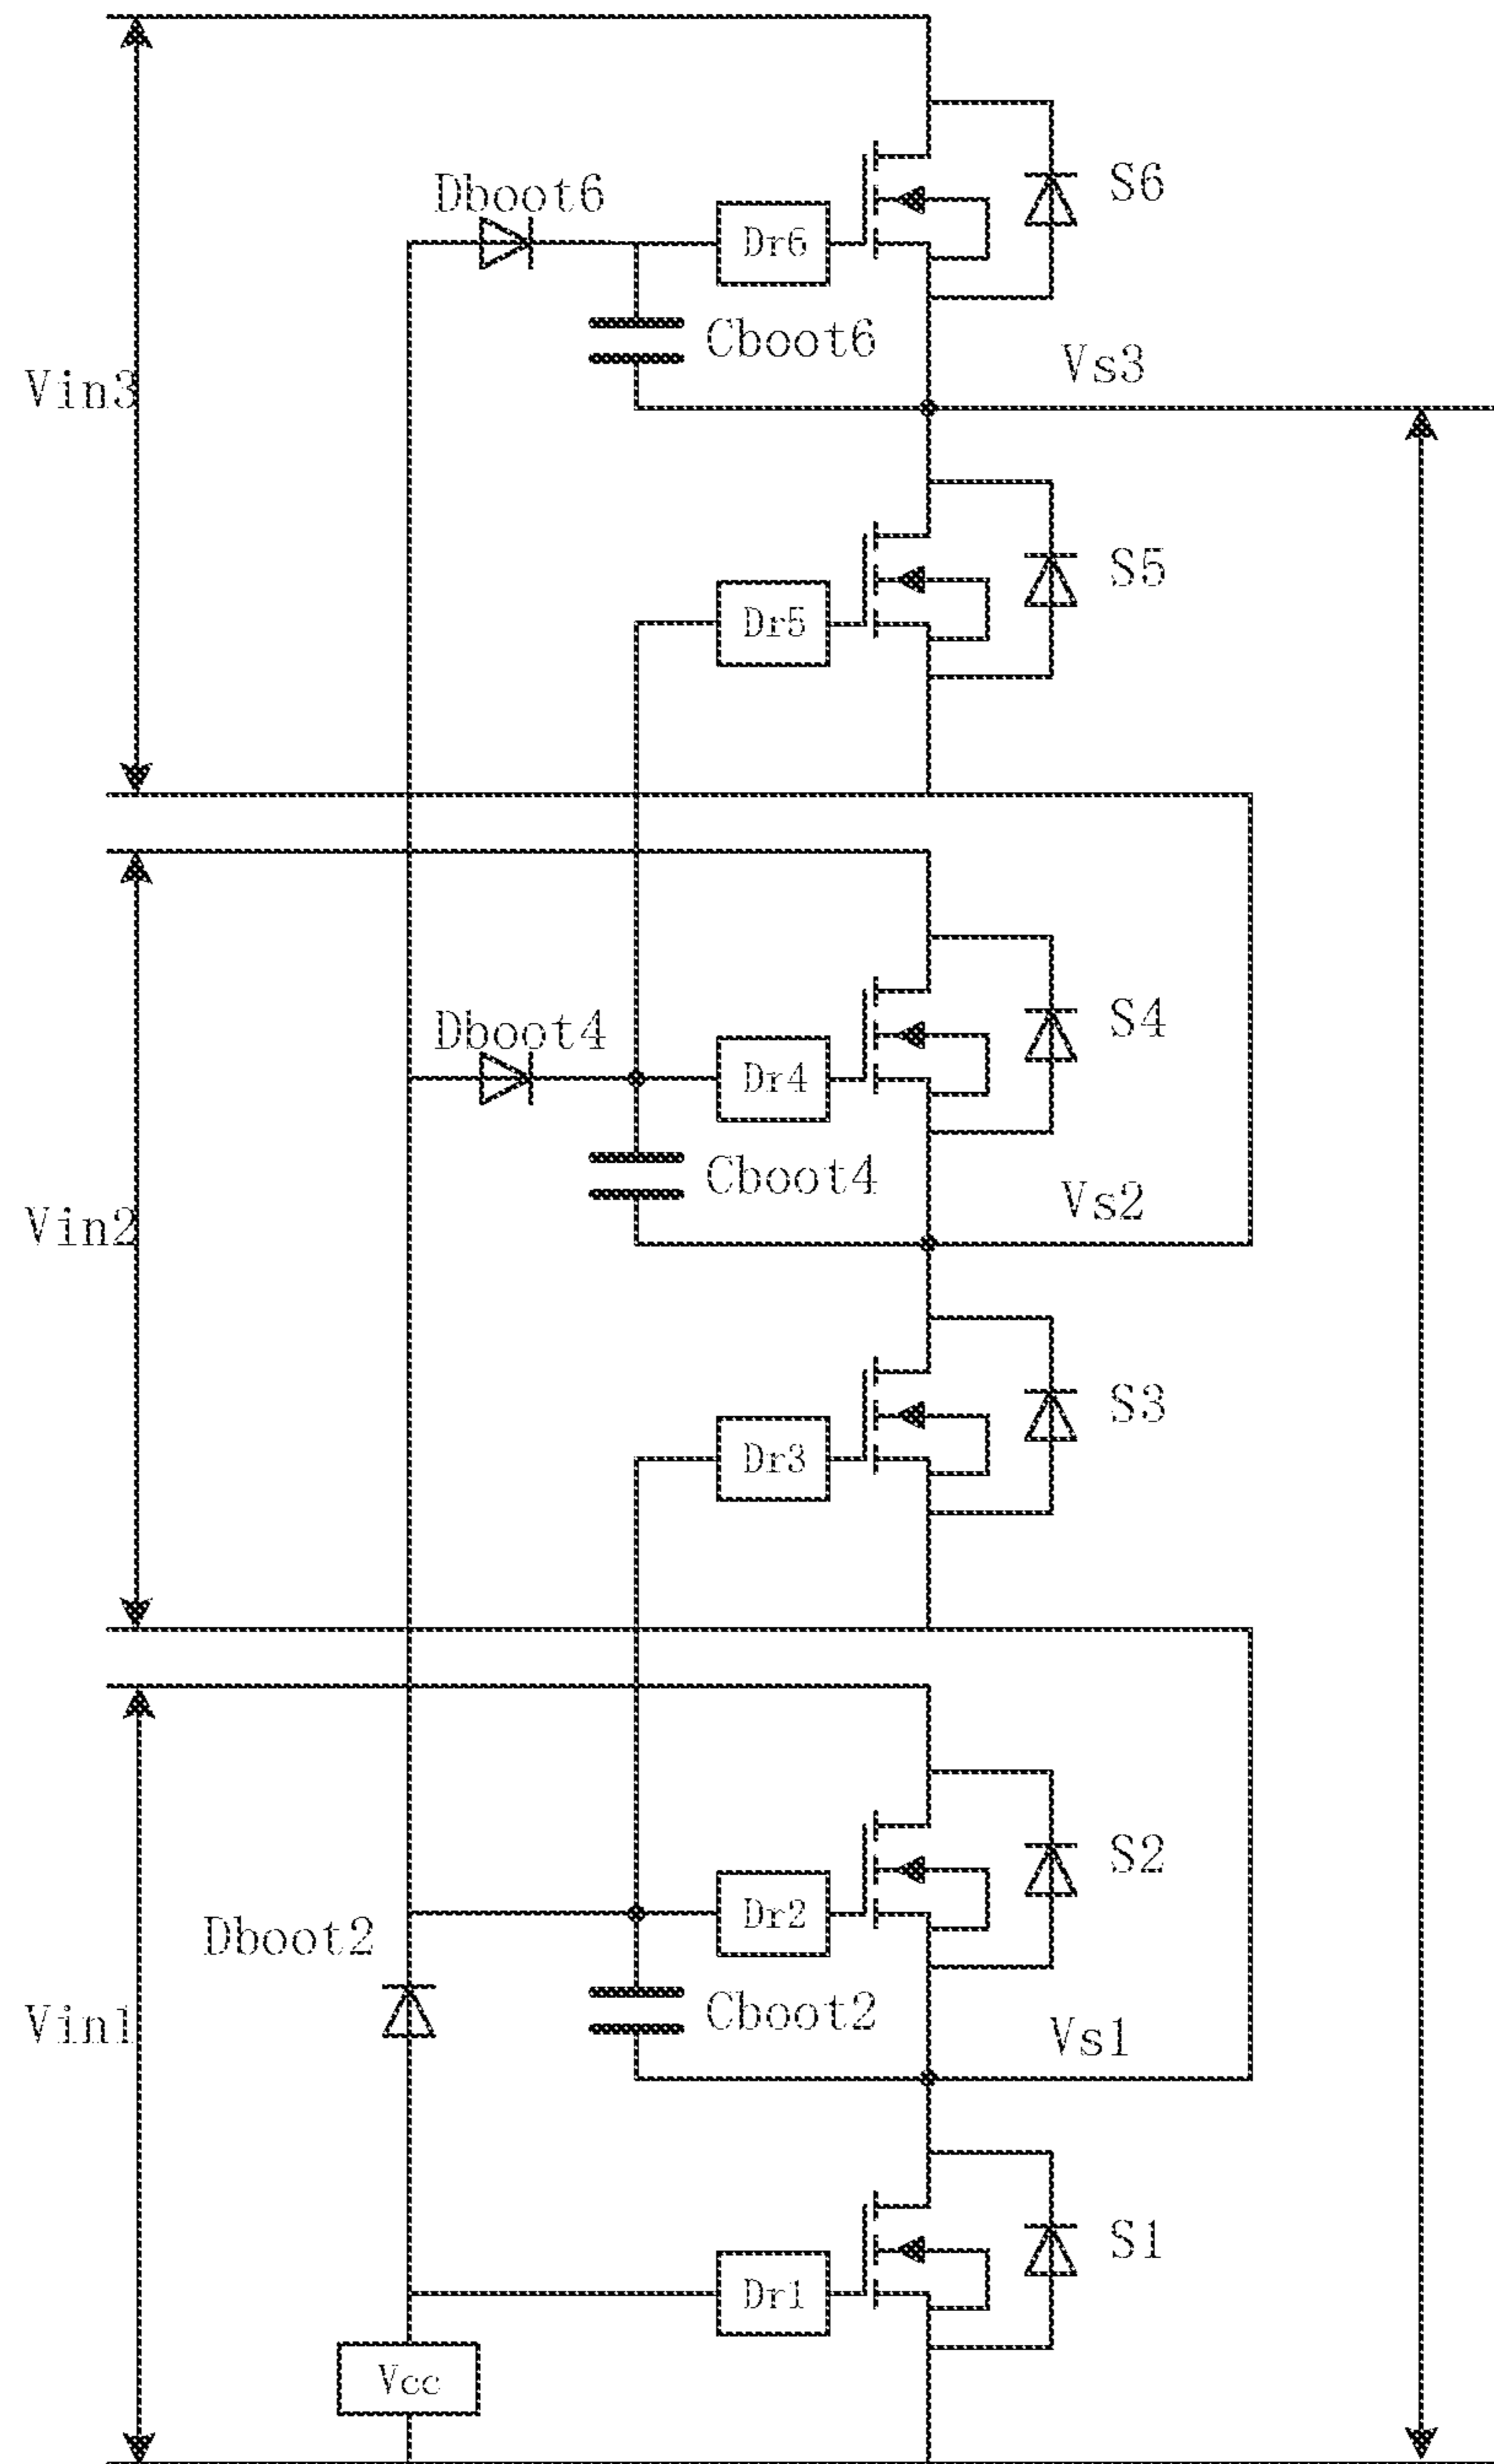 Dboot6
Dr6
S6
Cboot6
Vs3
Vin3
Dr5
S5
Dboot4
Dr4
S4
Cboot4
Vs2
Vin2
Dr3
S3
Dr2
S2
Dboot2
Cboot2
Vs1
Vin1
Dr1
S1
Vcc